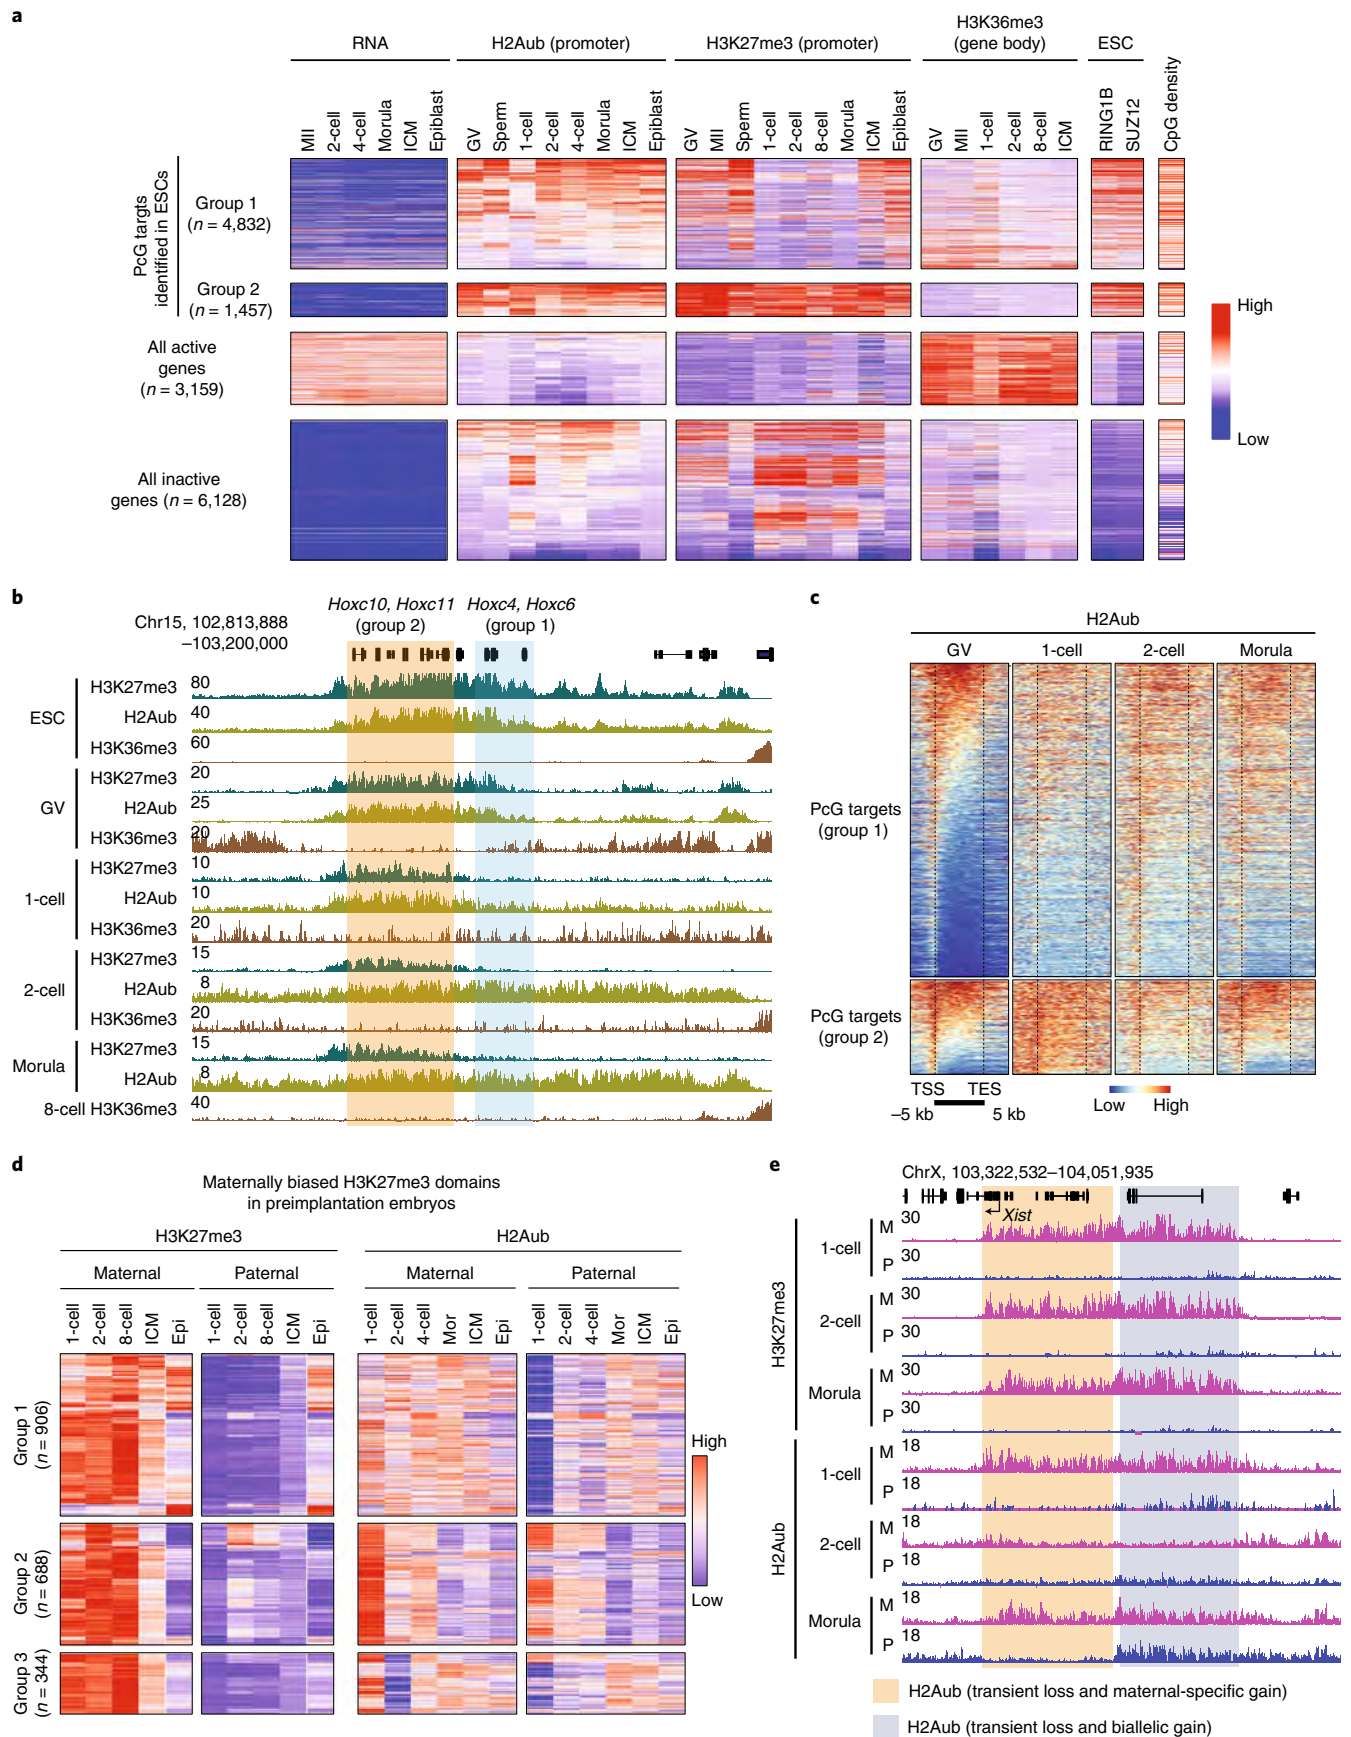 a
RNA
H2Aub (promoter)
H3K27me3 (promoter)
H3K36me3
(gene body)
ESC
MII
2-cell
4-cell
Morula
ICM
Epiblast
GV
Sperm
1-cell
2-cell
4-cell
Morula
ICM
Epiblast
GV
MII
Sperm
1-cell
2-cell
8-cell
Morula
ICM
Epiblast
GV
MII
1-cell
2-cell
8-cell
ICM
RING1B
SUZ12
CpG density
PcG targts
identified in ESCs
Group 1
(n = 4,832)
Group 2
(n = 1,457)
All active
genes
(n = 3,159)
All inactive
genes (n = 6,128)
High
Low
b
Chr15, 102,813,888
–103,200,000
Hoxc10, Hoxc11
(group 2)
Hoxc4, Hoxc6
(group 1)
ESC
H3K27me3 80
H2Aub 40
H3K36me3 60
GV
H3K27me3 20
H2Aub 25
H3K36me3 20
1-cell
H3K27me3 10
H2Aub 10
H3K36me3 20
2-cell
H3K27me3 15
H2Aub 8
H3K36me3 20
Morula
H3K27me3 15
H2Aub 8
8-cell H3K36me3 40
c
H2Aub
GV
1-cell
2-cell
Morula
PcG targets
(group 1)
PcG targets
(group 2)
TSS TES
–5 kb 5 kb
Low High
d
Maternally biased H3K27me3 domains
in preimplantation embryos
H3K27me3
H2Aub
Maternal
Paternal
Maternal
Paternal
1-cell
2-cell
8-cell
ICM
Epi
1-cell
2-cell
8-cell
ICM
Epi
1-cell
2-cell
4-cell
Mor
ICM
Epi
1-cell
2-cell
4-cell
Mor
ICM
Epi
Group 1
(n = 906)
Group 2
(n = 688)
Group 3
(n = 344)
High
Low
e
ChrX, 103,322,532–104,051,935
Xist
H3K27me3
1-cell
M 30
P 30
2-cell
M 30
P 30
Morula
M 30
P 30
H2Aub
1-cell
M 18
P 18
2-cell
M 18
P 18
Morula
M 18
P 18
H2Aub (transient loss and maternal-specific gain)
H2Aub (transient loss and biallelic gain)